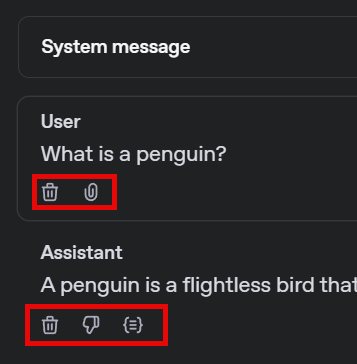 System message
User
What is a penguin?
Assistant
A penguin is a flightless bird that